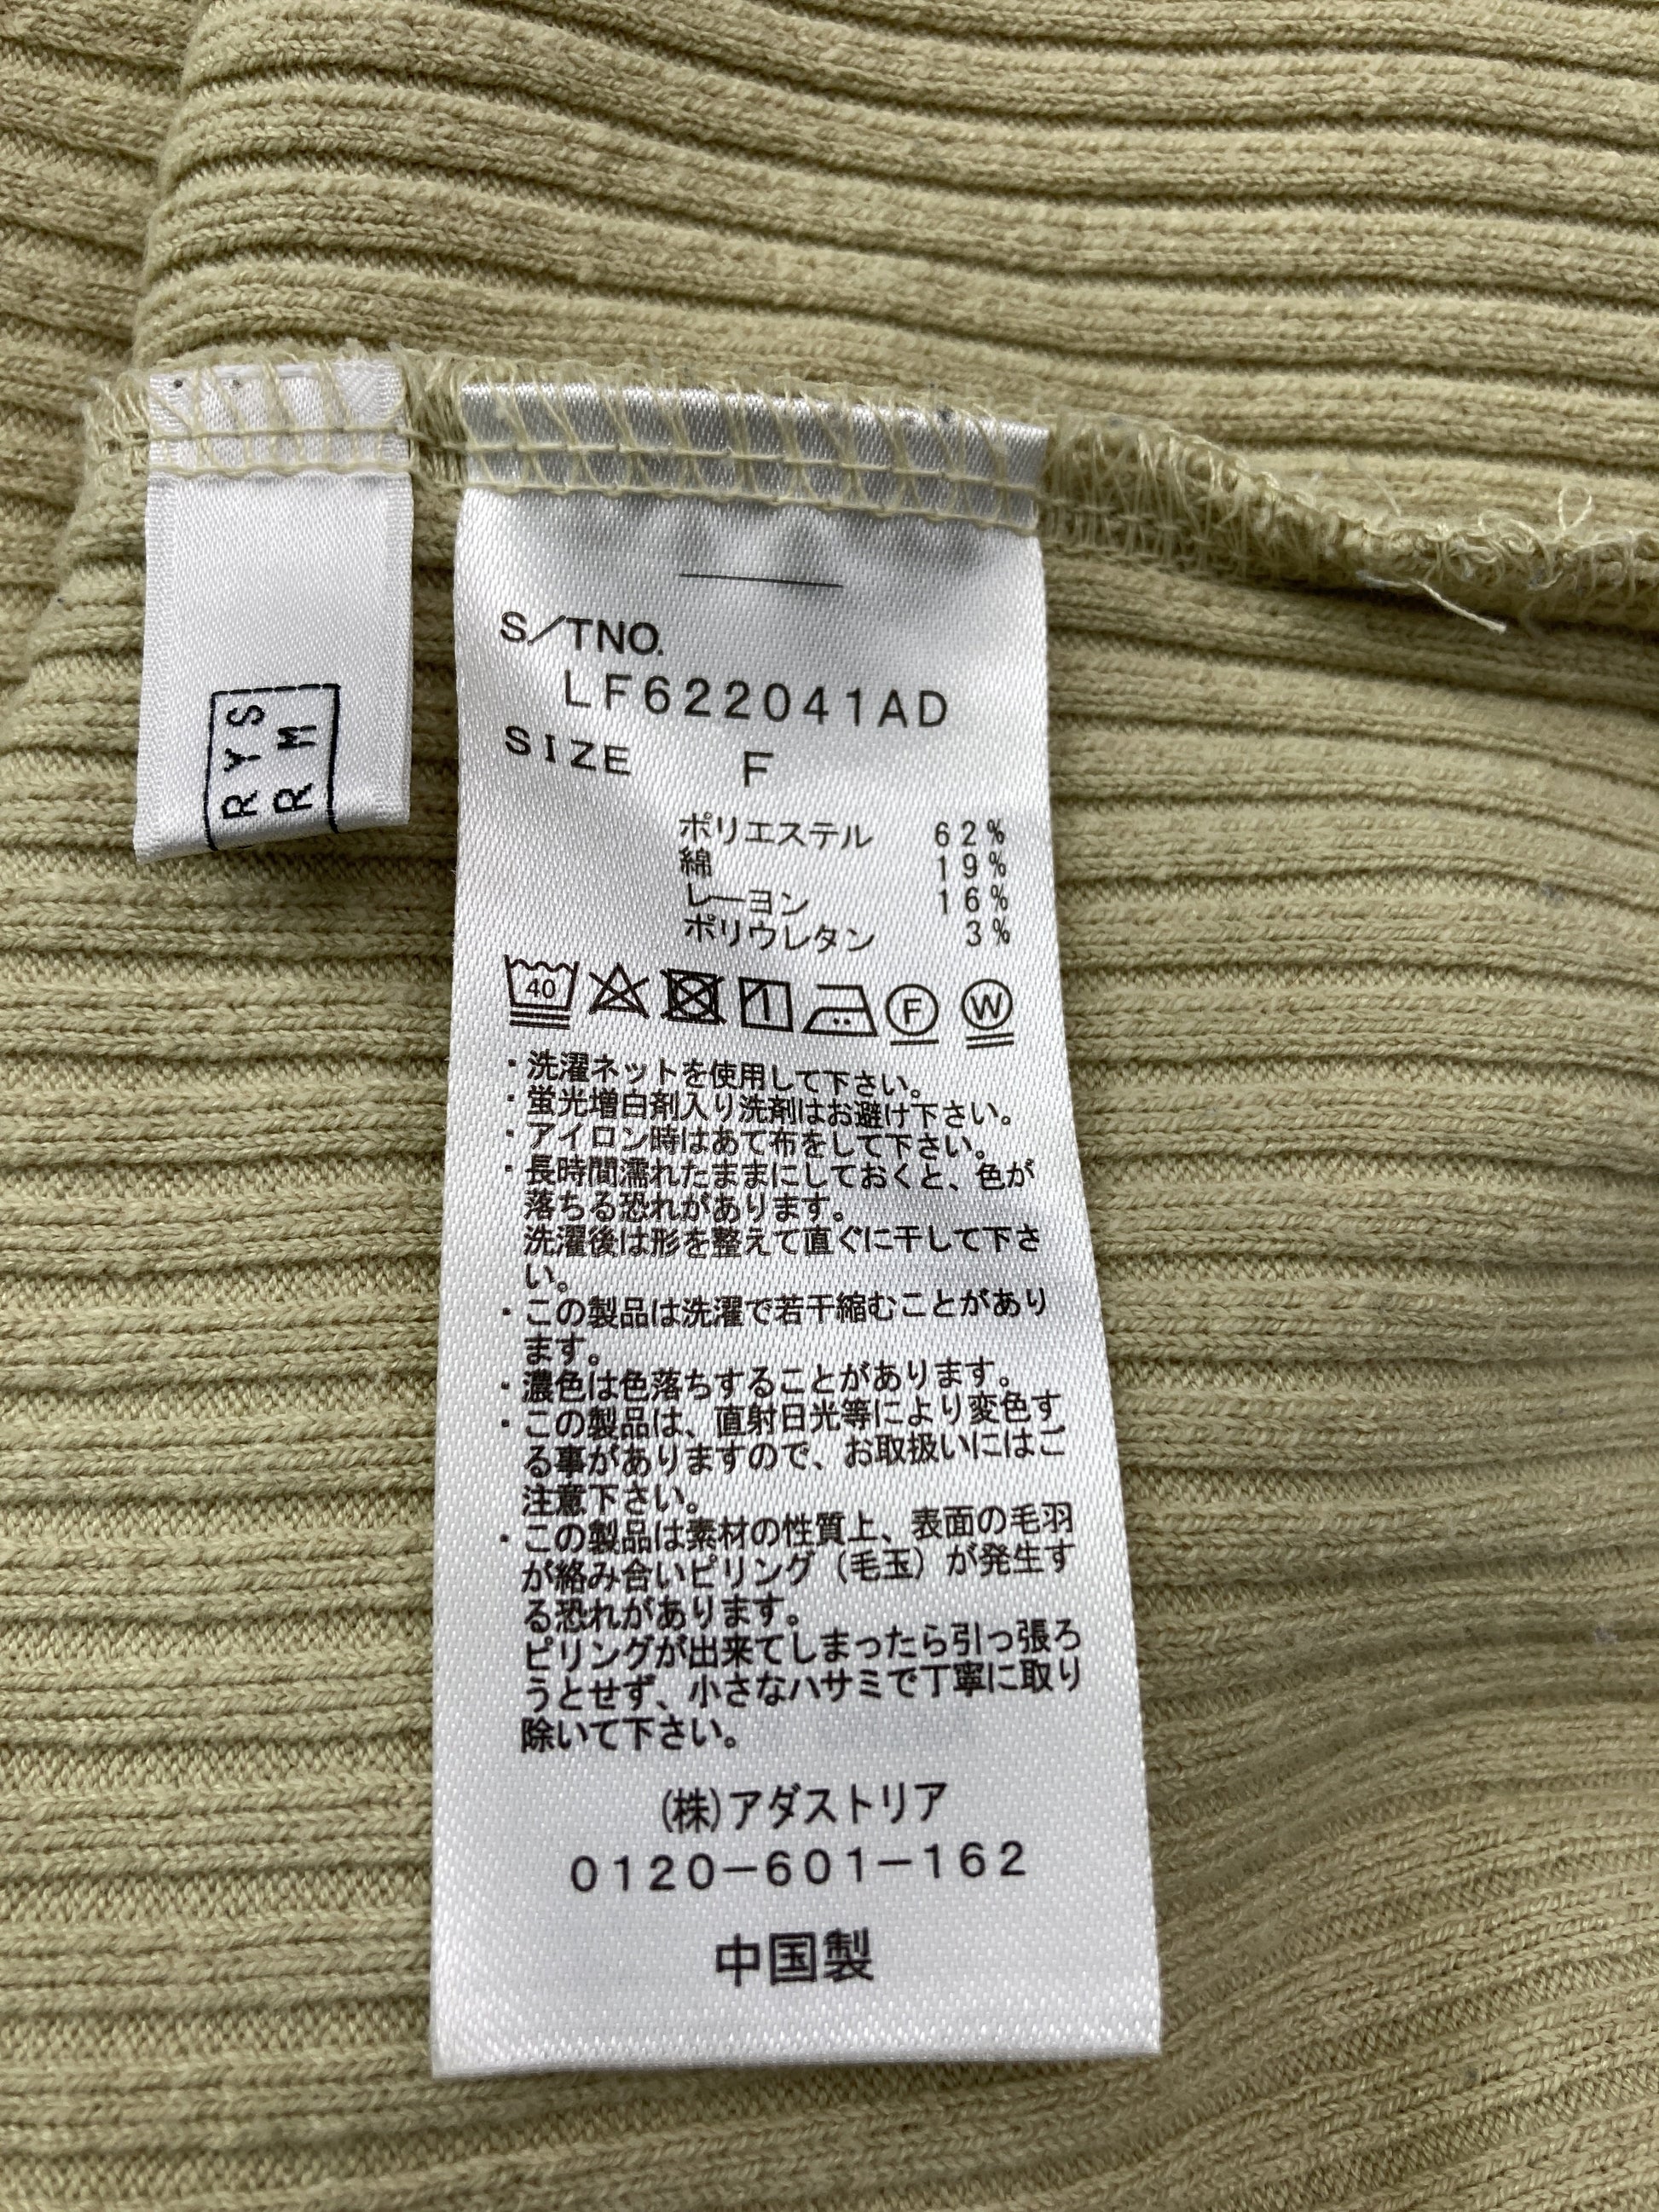 RYS
RM
S/TNO.
LF622041AD
SIZE F
ポリエステル 62%
綿 19%
レーヨン 16%
ポリウレタン 3%
40 F W
・洗濯ネットを使用して下さい。
・蛍光増白剤入り洗剤はお避け下さい。
・アイロン時はあて布をして下さい。
・長時間濡れたままにしておくと、色が
落ちる恐れがあります。
洗濯後は形を整えて直ぐに干して下さ
い。
・この製品は洗濯で若干縮むことがあり
ます。
・濃色は色落ちすることがあります。
・この製品は、直射日光等により変色す
る事がありますので、お取扱いにはご
注意下さい。
・この製品は素材の性質上、表面の毛羽
が絡み合いピリング（毛玉）が発生す
る恐れがあります。
ピリングが出来てしまったら引っ張ろ
うとせず、小さなハサミで丁寧に取り
除いて下さい。
(株)アダストリア
0120-601-162
中国製